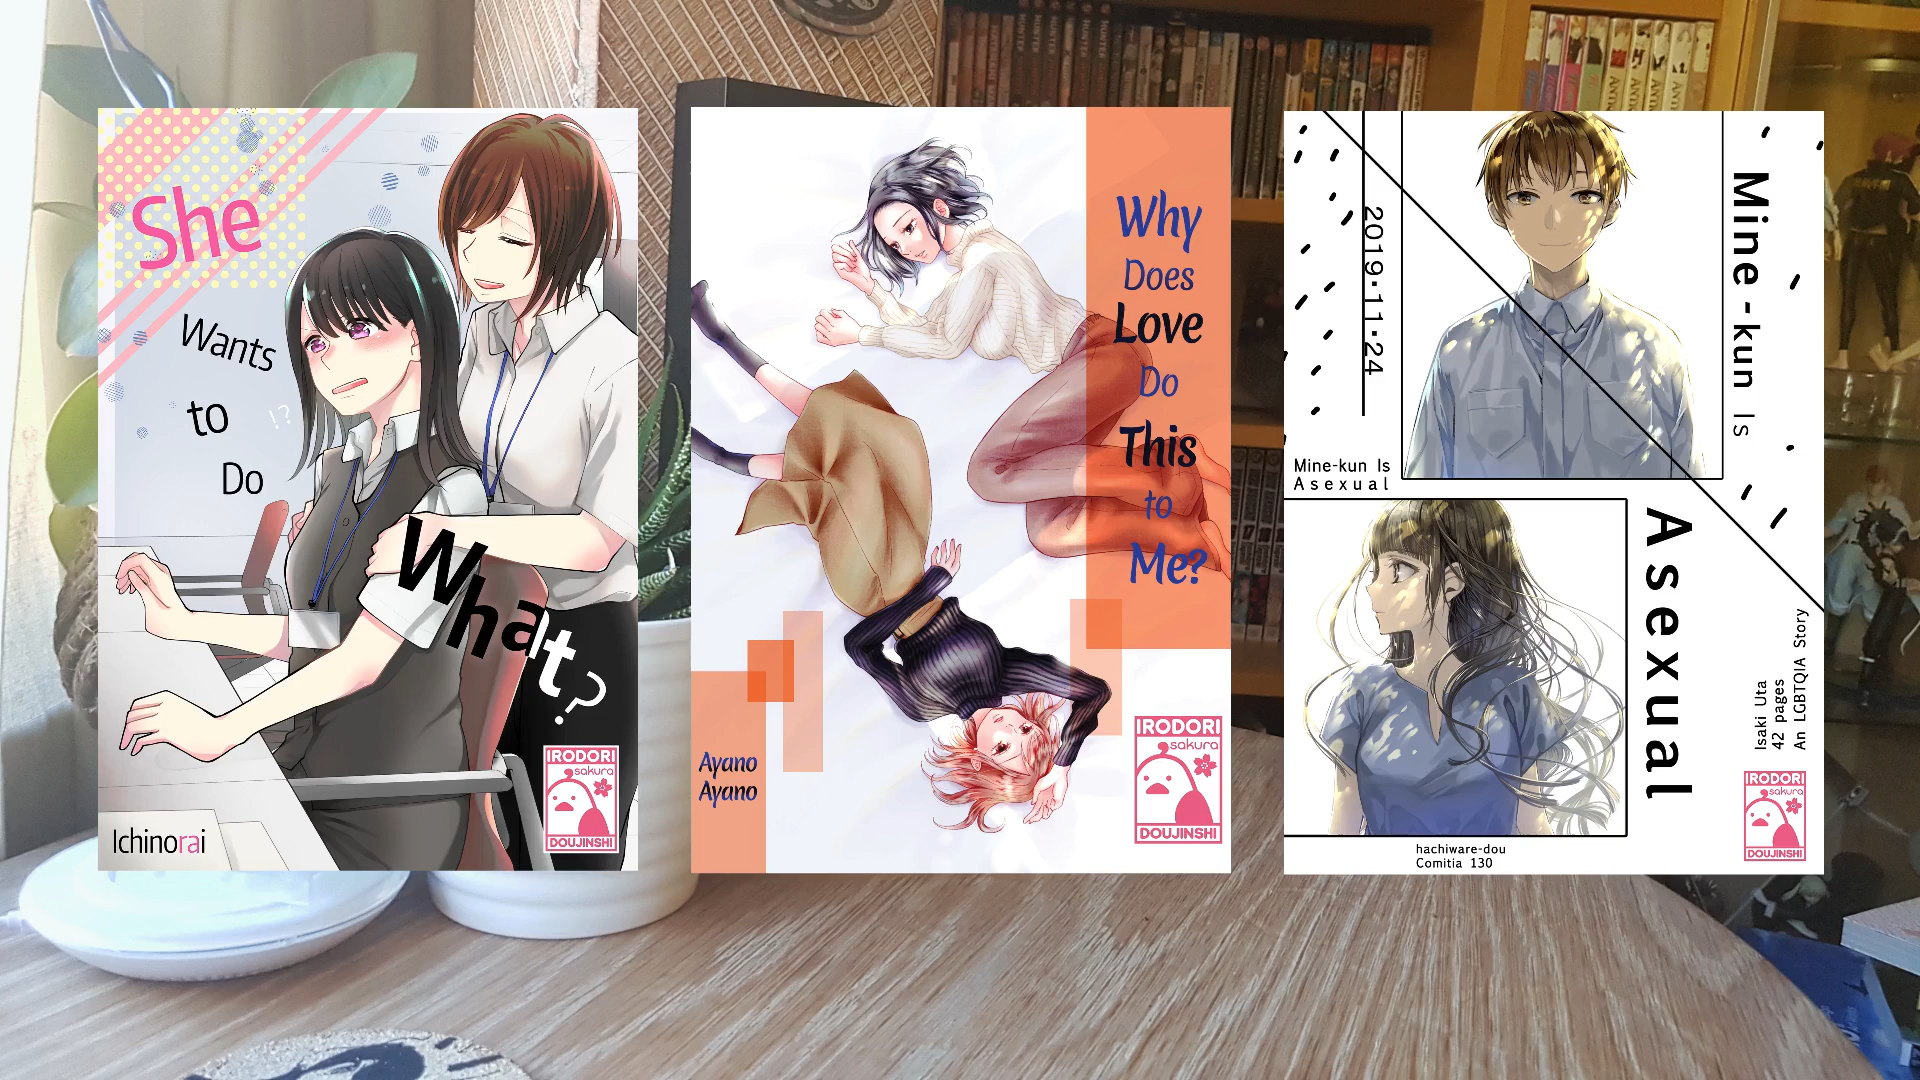 She
Wants
to
!?
Do
What?
Ichinorai
IRODORI
sakura
DOUJINSHI
Why
Does
Love
Do
This
to
Me?
Ayano
Ayano
IRODORI
sakura
DOUJINSHI
2019·11·24
Mine-kun Is
Asexual
Mine-kun Is
Asexual
Isaki Uta
42 pages
An LGBTQIA Story
hachiware-dou
Comitia 130
IRODORI
sakura
DOUJINSHI